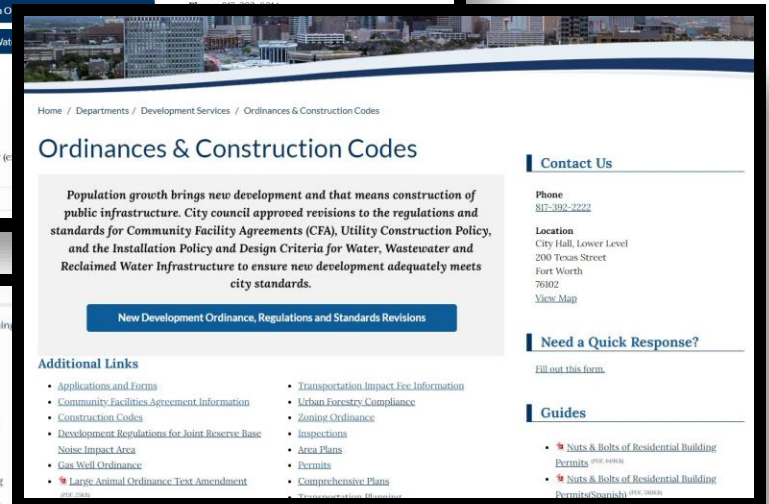 Home / Departments / Development Services / Ordinances & Construction Codes
Ordinances & Construction Codes
Population growth brings new development and that means construction of
public infrastructure. City council approved revisions to the regulations and
standards for Community Facility Agreements (CFA), Utility Construction Policy,
and the Installation Policy and Design Criteria for Water, Wastewater and
Reclaimed Water Infrastructure to ensure new development adequately meets
city standards.
New Development Ordinance, Regulations and Standards Revisions
Additional Links
• Applications and Forms
• Community Facilities Agreement Information
• Construction Codes
• Development Regulations for Joint Reserve Base
Noise Impact Area
• Gas Well Ordinance
• Large Animal Ordinance Text Amendment
(PDF, 25KB)
• Transportation Impact Fee Information
• Urban Forestry Compliance
• Zoning Ordinance
• Inspections
• Area Plans
• Permits
• Comprehensive Plans
• Transportation Planning
Contact Us
Phone
817-392-2222
Location
City Hall, Lower Level
200 Texas Street
Fort Worth
76102
View Map
Need a Quick Response?
Fill out this form.
Guides
• Nuts & Bolts of Residential Building
Permits
• Nuts & Bolts of Residential Building
Permits(Spanish)